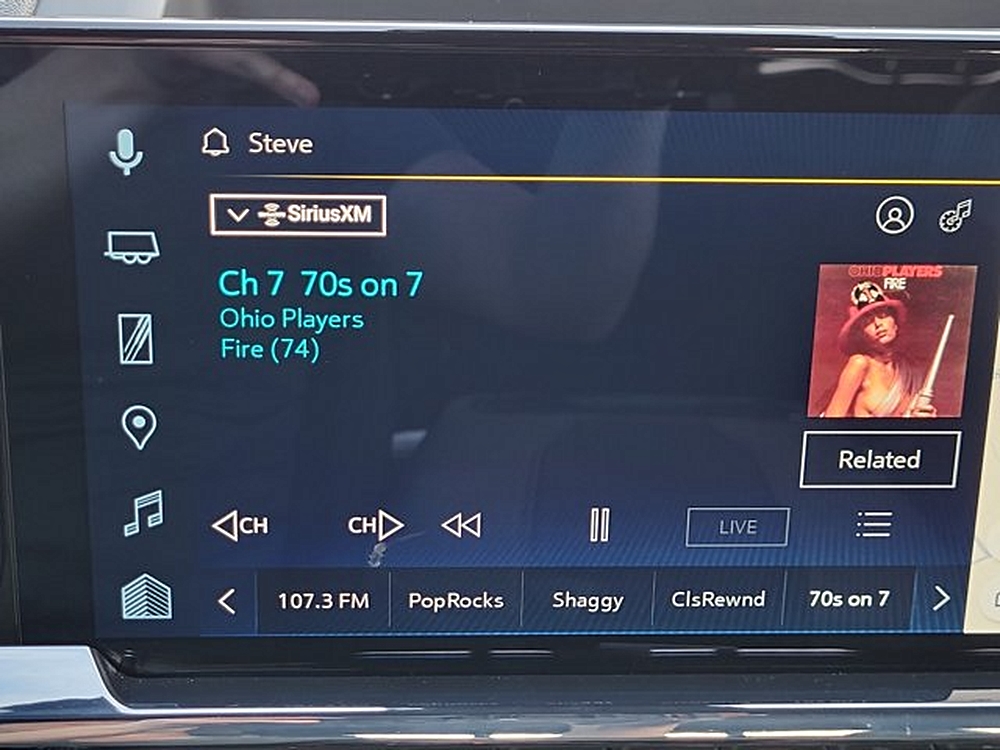 Steve
SiriusXM
Ch 7 70s on 7
Ohio Players
Fire (74)
OHIO PLAYERS
FIRE
Related
CH
CH
LIVE
107.3 FM
PopRocks
Shaggy
ClsRewnd
70s on 7